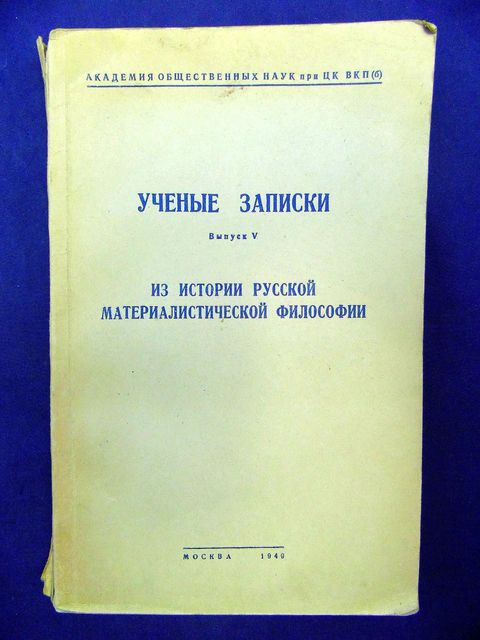 АКАДЕМИЯ ОБЩЕСТВЕННЫХ НАУК при ЦК ВКП(б)
УЧЕНЫЕ ЗАПИСКИ
Выпуск V
ИЗ ИСТОРИИ РУССКОЙ
МАТЕРИАЛИСТИЧЕСКОЙ ФИЛОСОФИИ
МОСКВА 1949